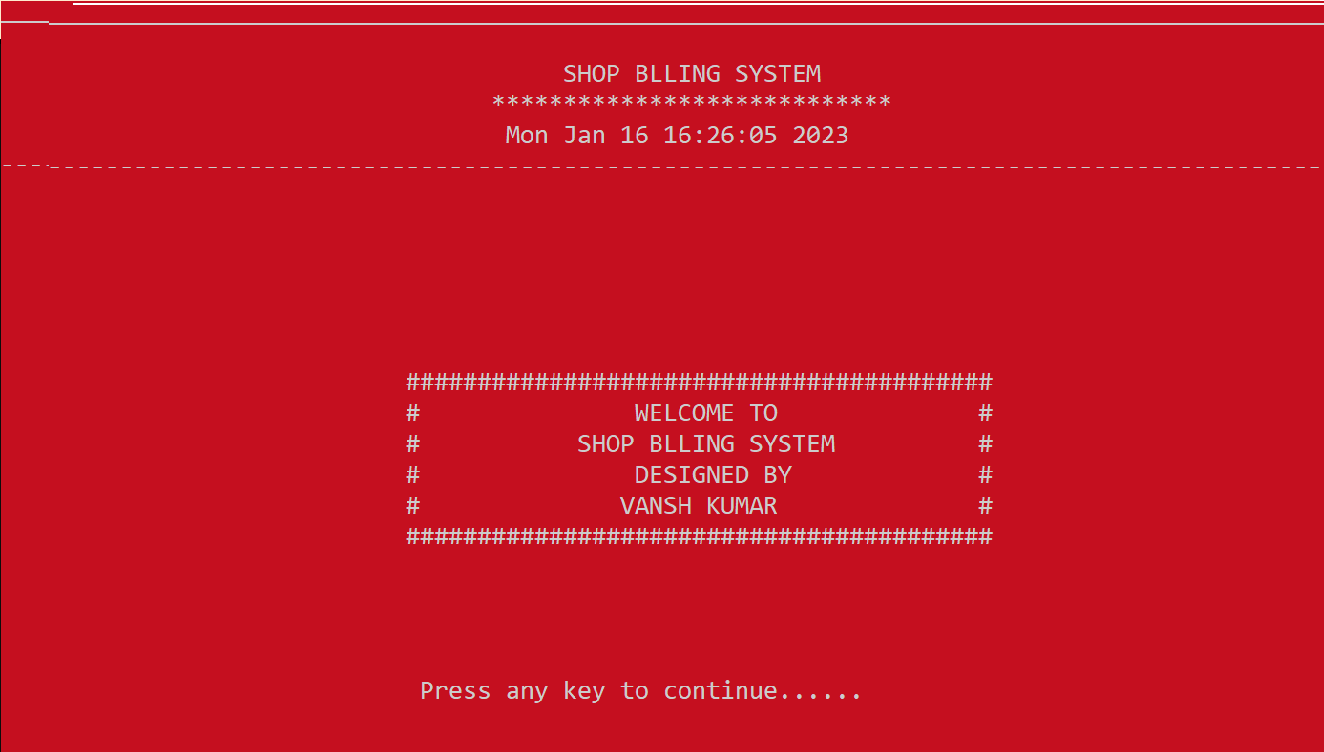 SHOP BLLING SYSTEM
****************************
Mon Jan 16 16:26:05 2023
#########################################
# WELCOME TO #
# SHOP BLLING SYSTEM #
# DESIGNED BY #
# VANSH KUMAR #
#########################################
Press any key to continue......